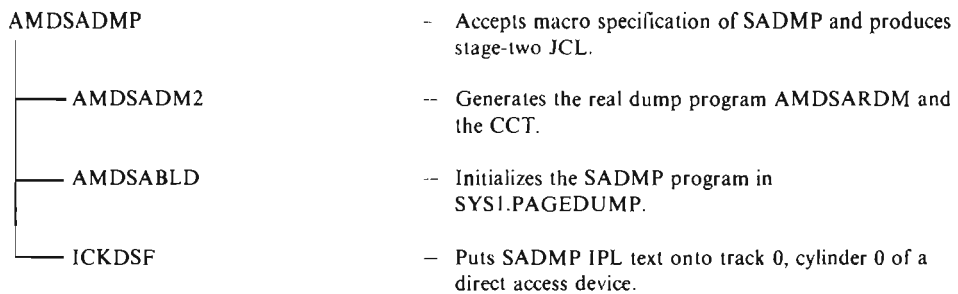 AMDSADMP – Accepts macro specification of SADMP and produces
stage-two JCL.
AMDSADM2 -- Generates the real dump program AMDSARDM and
the CCT.
AMDSABLD -- Initializes the SADMP program in
SYS1.PAGEDUMP.
ICKDSF – Puts SADMP IPL text onto track 0, cylinder 0 of a
direct access device.